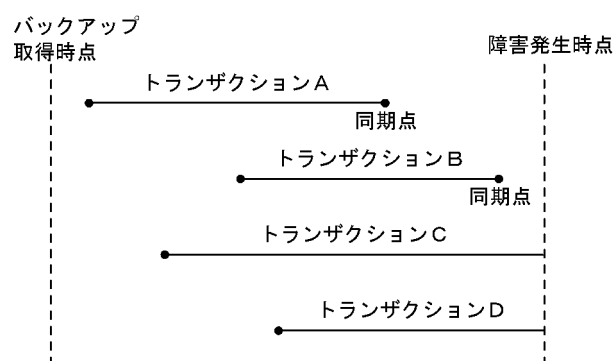 バックアップ
取得時点
障害発生時点
トランザクションA
同期点
トランザクションB
同期点
トランザクションC
トランザクションD